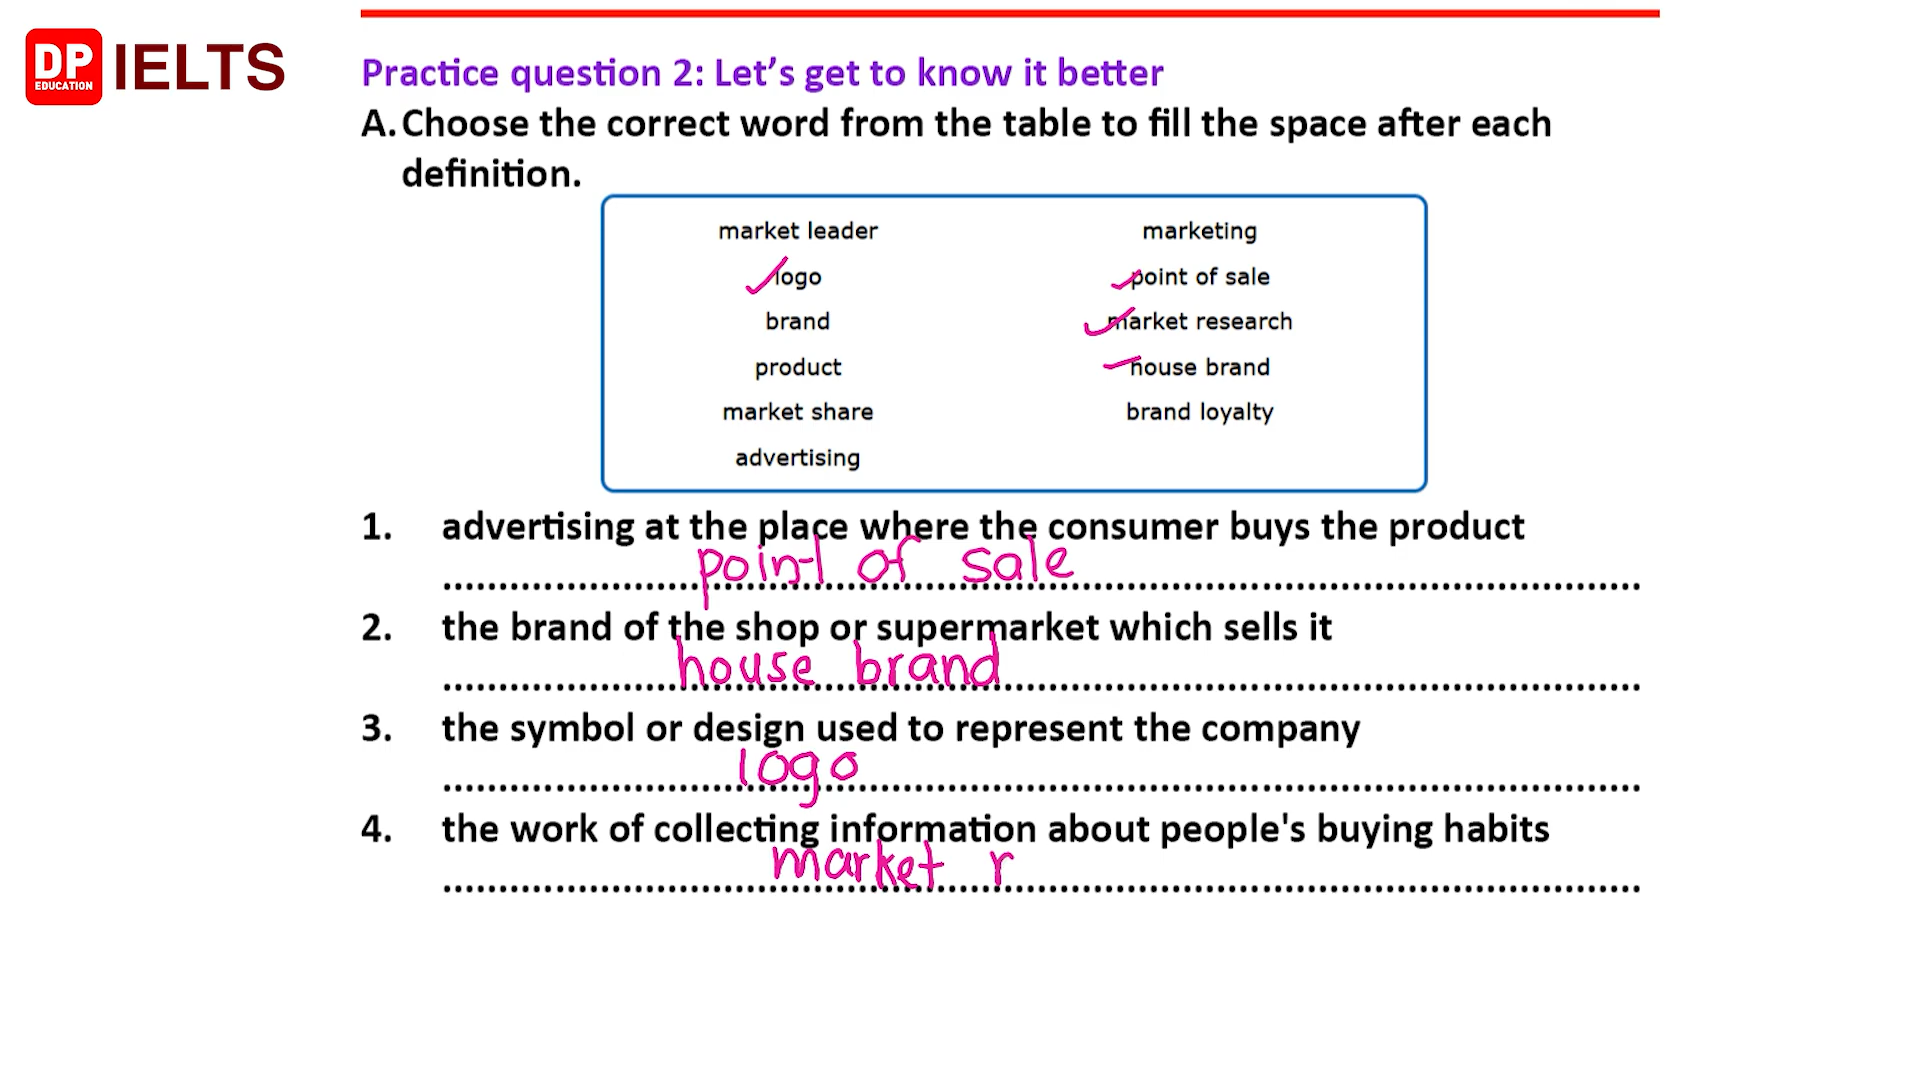 DP
EDUCATION
IELTS
Practice question 2: Let's get to know it better
A. Choose the correct word from the table to fill the space after each
definition.
market leader marketing
logo point of sale
brand market research
product house brand
market share brand loyalty
advertising
1. advertising at the place where the consumer buys the product
point of sale
2. the brand of the shop or supermarket which sells it
house brand
3. the symbol or design used to represent the company
logo
4. the work of collecting information about people's buying habits
market r